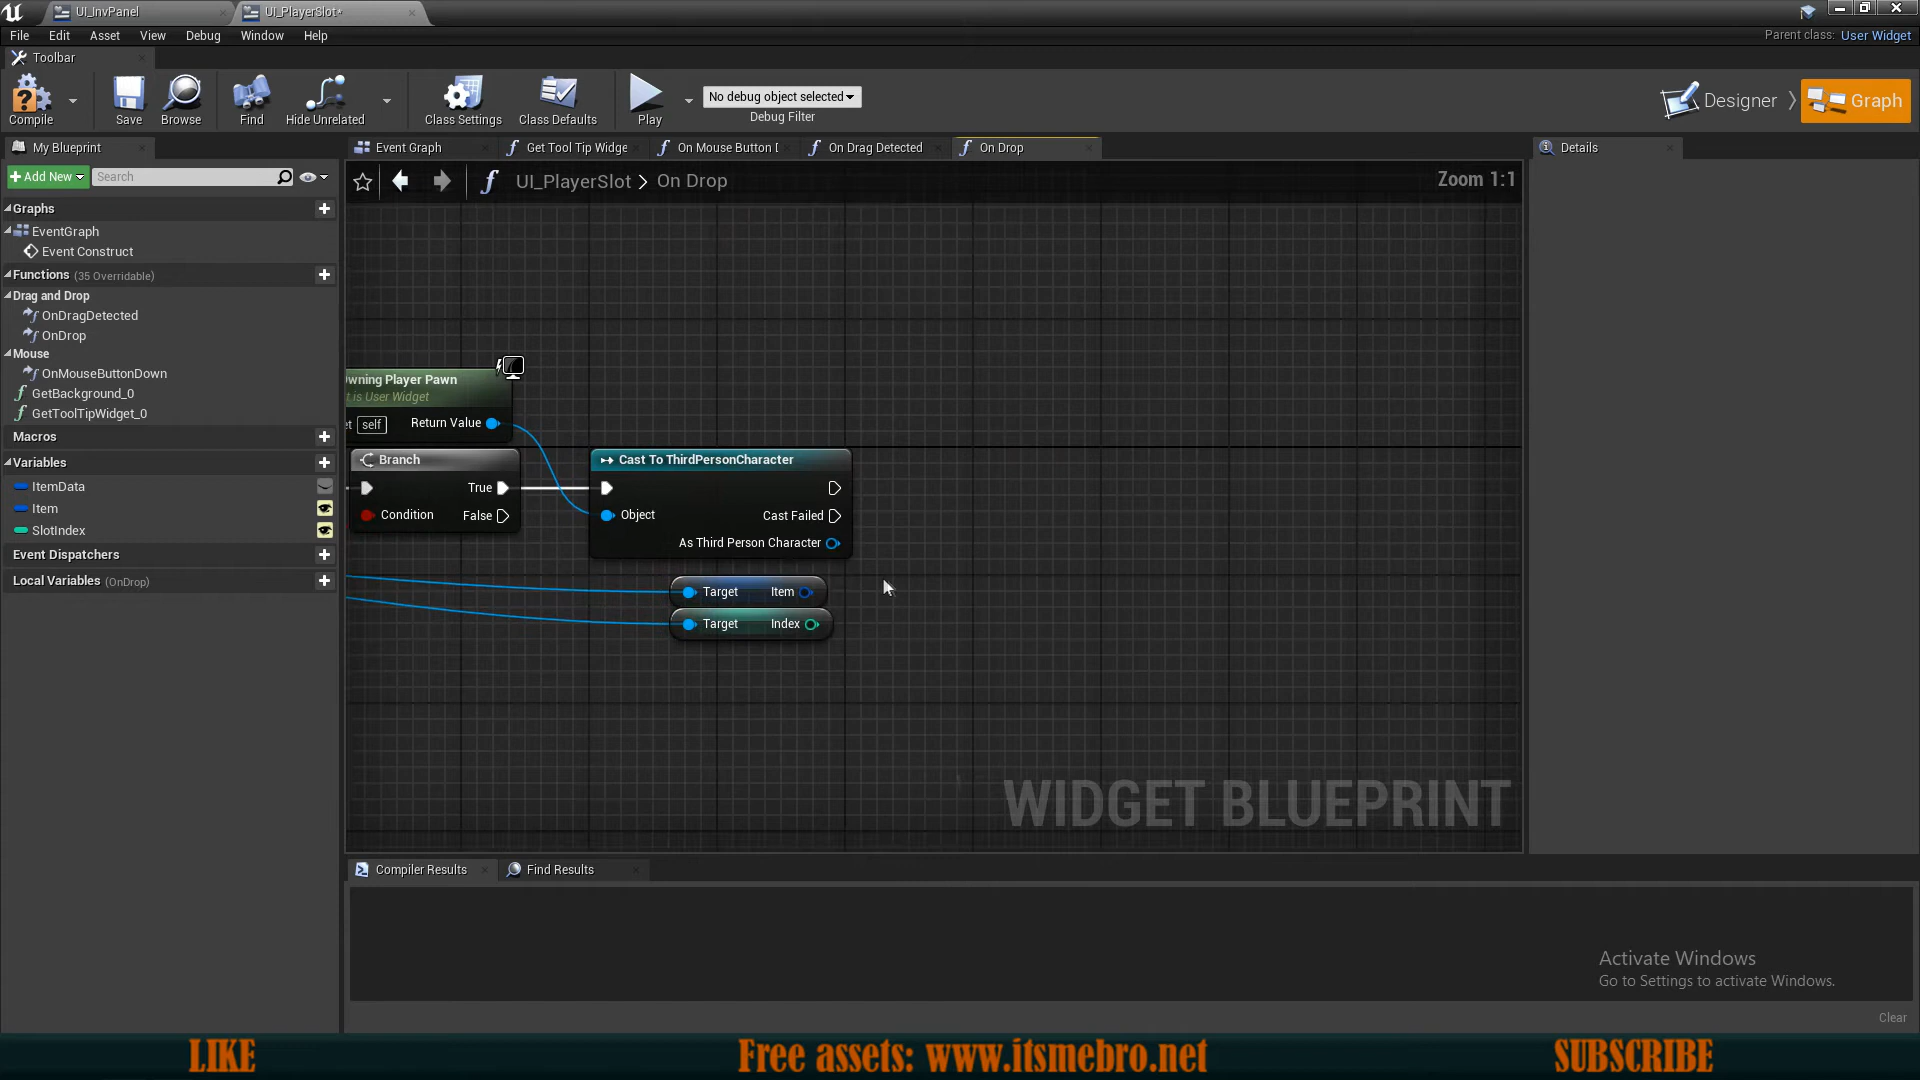 UI_InvPanel
UI_PlayerSlot*
File Edit Asset View Debug Window Help
Parent class: User Widget
Toolbar
Compile
Save
Browse
Find
Hide Unrelated
Class Settings
Class Defaults
Play
No debug object selected
Debug Filter
Designer
Graph
My Blueprint
Event Graph
Get Tool Tip Widge
On Mouse Button D
On Drag Detected
On Drop
Details
Add New
Search
UI_PlayerSlot > On Drop
Zoom 1:1
Graphs
EventGraph
Event Construct
Functions (35 Overridable)
Drag and Drop
OnDragDetected
OnDrop
Mouse
OnMouseButtonDown
GetBackground_0
GetToolTipWidget_0
Macros
Variables
ItemData
Item
SlotIndex
Event Dispatchers
Local Variables (OnDrop)
wning Player Pawn
t is User Widget
et self Return Value
Branch
True
Condition False
Cast To ThirdPersonCharacter
Object Cast Failed
As Third Person Character
Target Item
Target Index
WIDGET BLUEPRINT
Compiler Results
Find Results
Activate Windows
Go to Settings to activate Windows.
Clear
LIKE
Free assets: www.itsmebro.net
SUBSCRIBE